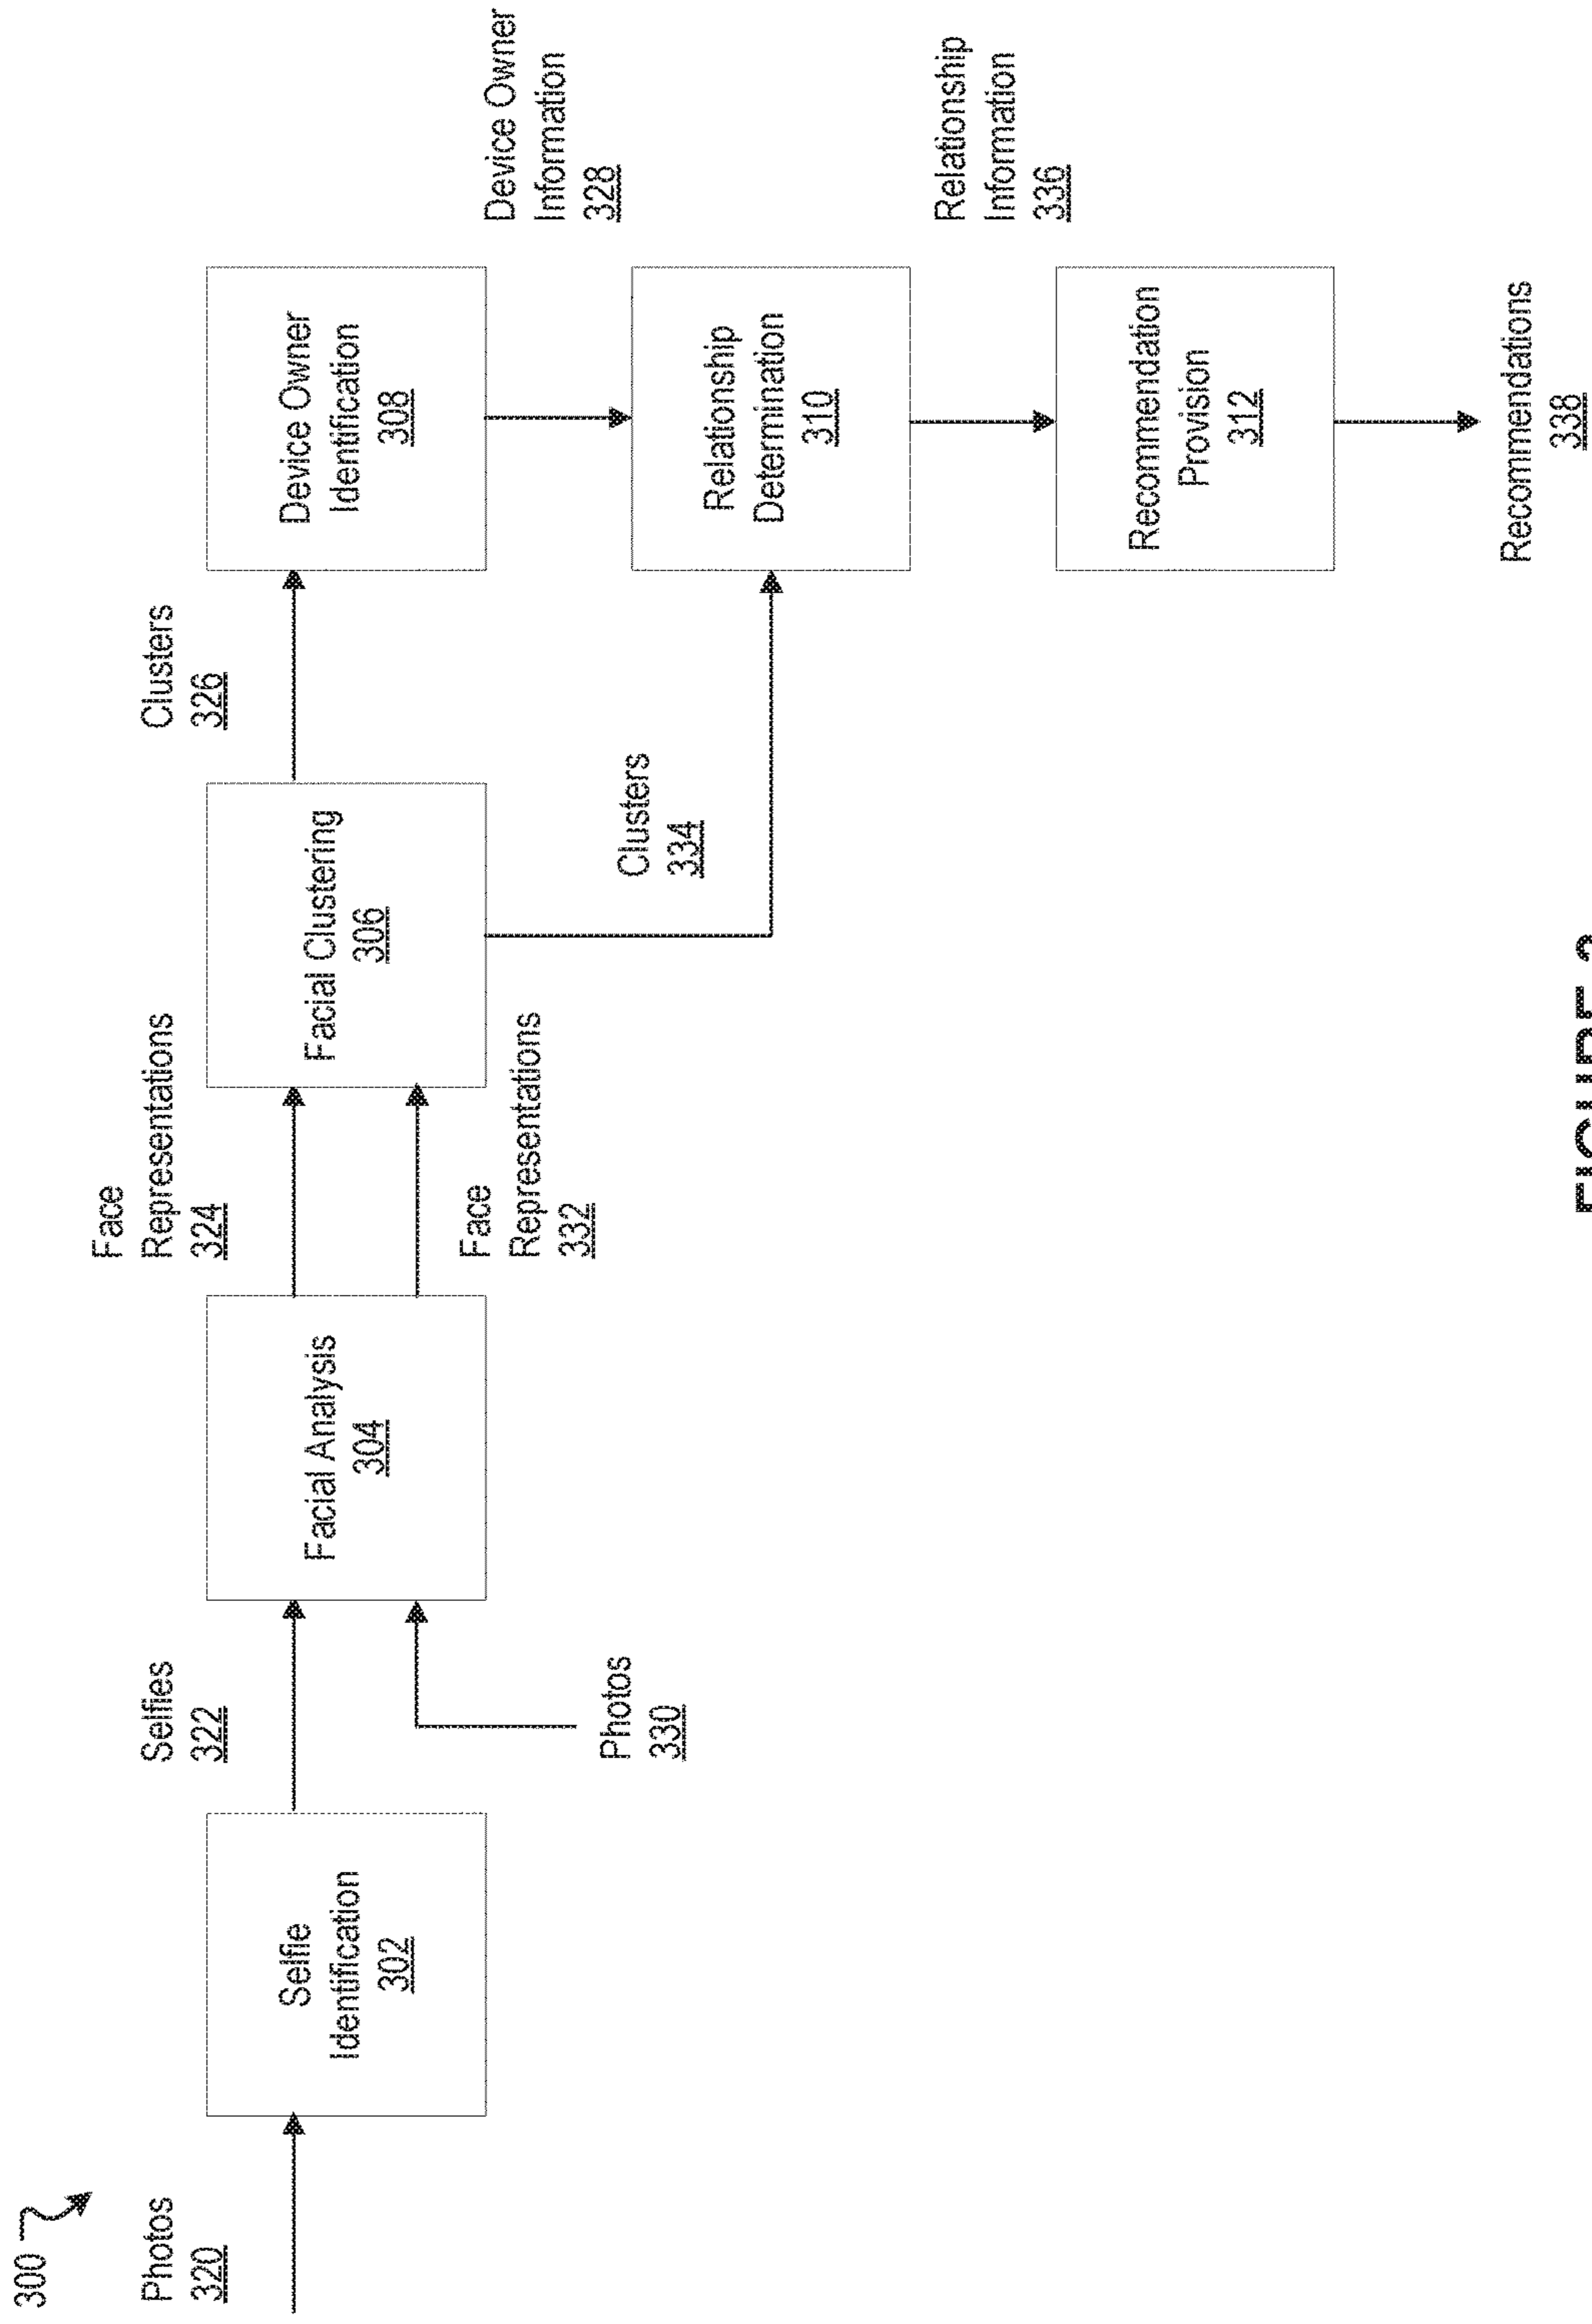 300
Photos
320
Selfie
Identification
302
Selfies
322
Photos
330
Facial Analysis
304
Face
Representations
324
Face
Representations
332
Facial Clustering
306
Clusters
326
Clusters
334
Device Owner
Identification
308
Device Owner
Information
328
Relationship
Determination
310
Relationship
Information
336
Recommendation
Provision
312
Recommendations
338
FIGURE